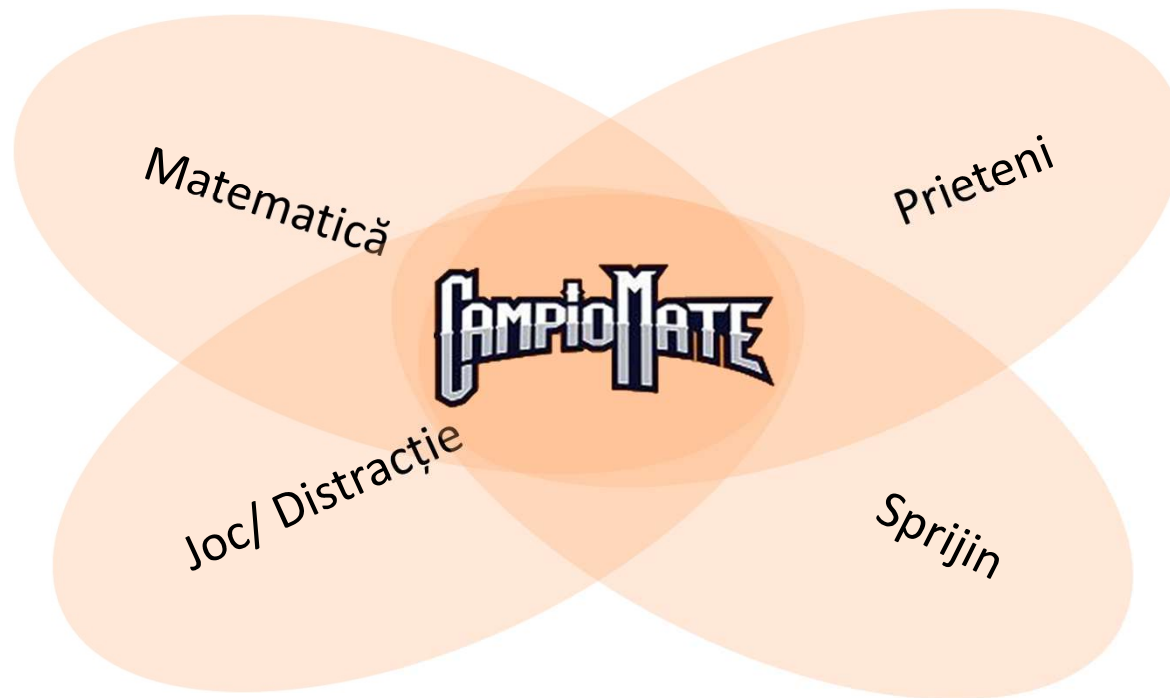 Matematică
Prieteni
CAMPIOMATE
Joc/ Distracție
Sprijin